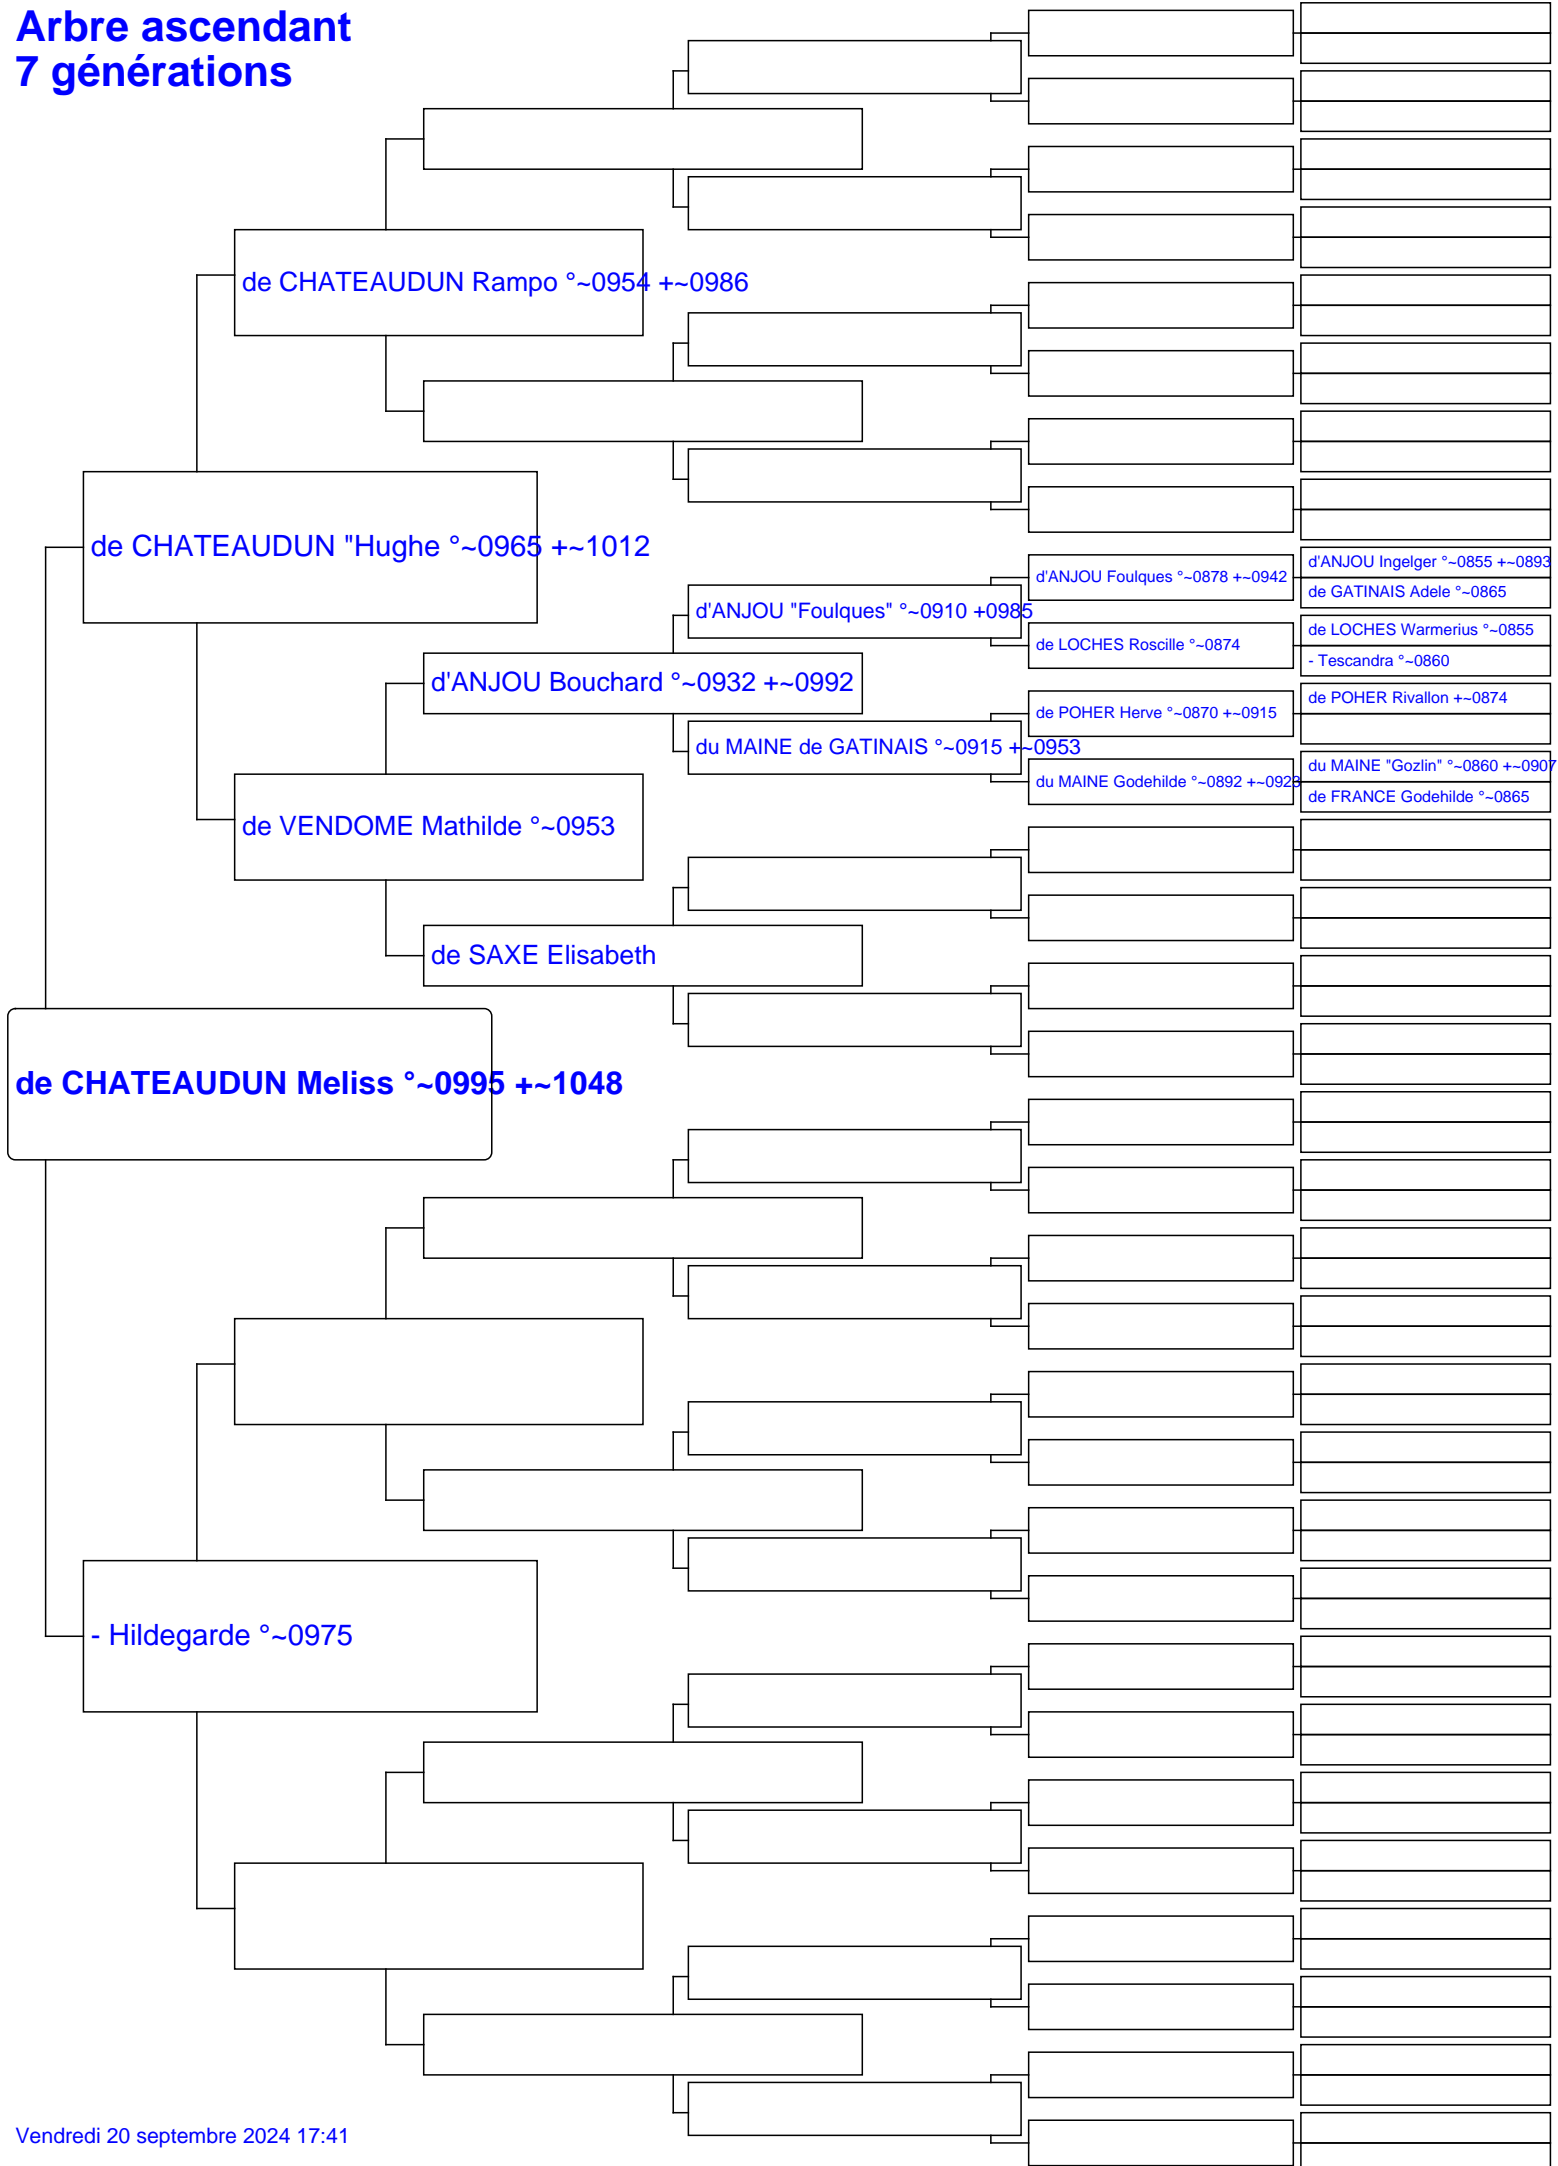 Arbre ascendant
7 générations
de CHATEAUDUN Rampo °~0954 +~0986
de CHATEAUDUN "Hughe °~0965 +~1012
d'ANJOU Ingelger °~0855 +~0893
d'ANJOU Foulques °~0878 +~0942
de GATINAIS Adele °~0865
d'ANJOU "Foulques" °~0910 +0985
de LOCHES Warmerius °~0855
de LOCHES Roscille °~0874
- Tescandra °~0860
d'ANJOU Bouchard °~0932 +~0992
de POHER Rivallon +~0874
de POHER Herve °~0870 +~0915
du MAINE de GATINAIS °~0915 +~0953
du MAINE "Gozlin" °~0860 +~0907
du MAINE Godehilde °~0892 +~0923
de FRANCE Godehilde °~0865
de VENDOME Mathilde °~0953
de SAXE Elisabeth
de CHATEAUDUN Meliss °~0995 +~1048
- Hildegarde °~0975
Vendredi 20 septembre 2024 17:41